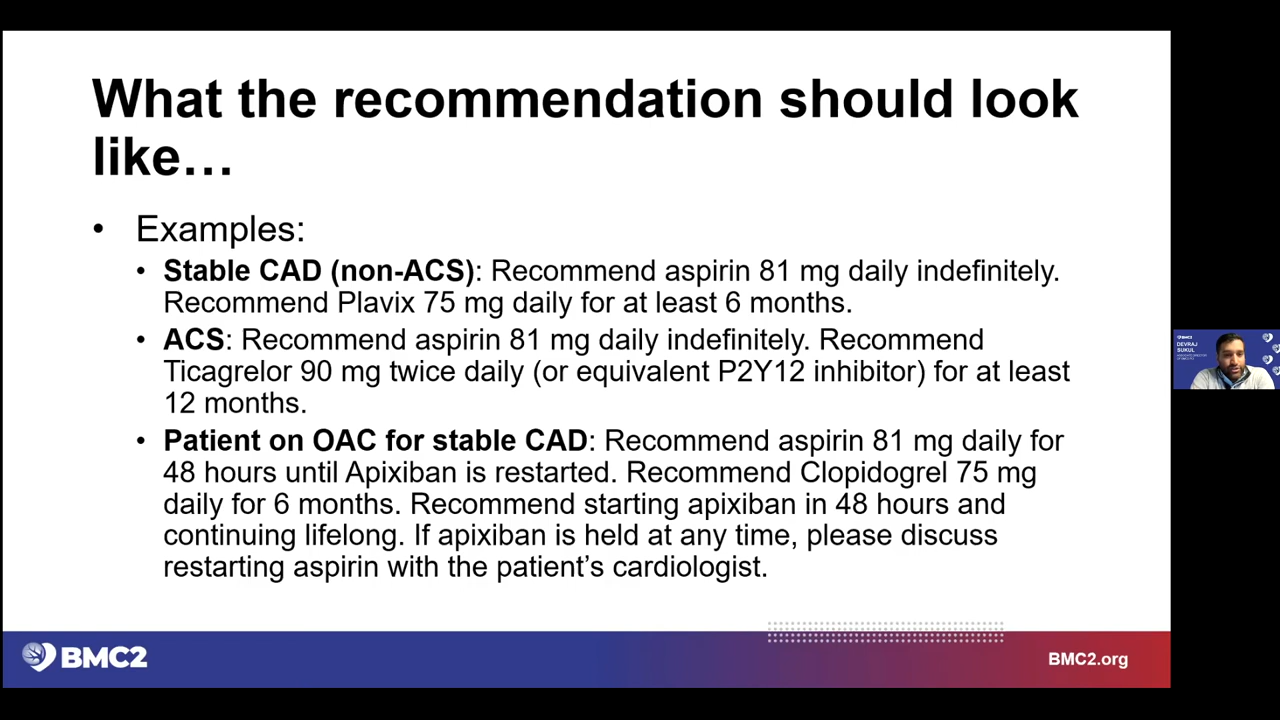 What the recommendation should look
like…
• Examples:
• Stable CAD (non-ACS): Recommend aspirin 81 mg daily indefinitely.
Recommend Plavix 75 mg daily for at least 6 months.
• ACS: Recommend aspirin 81 mg daily indefinitely. Recommend
Ticagrelor 90 mg twice daily (or equivalent P2Y12 inhibitor) for at least
12 months.
• Patient on OAC for stable CAD: Recommend aspirin 81 mg daily for
48 hours until Apixiban is restarted. Recommend Clopidogrel 75 mg
daily for 6 months. Recommend starting apixiban in 48 hours and
continuing lifelong. If apixiban is held at any time, please discuss
restarting aspirin with the patient's cardiologist.
BMC2
BMC2.org
BMC2
DEVRAJ
SUKUL